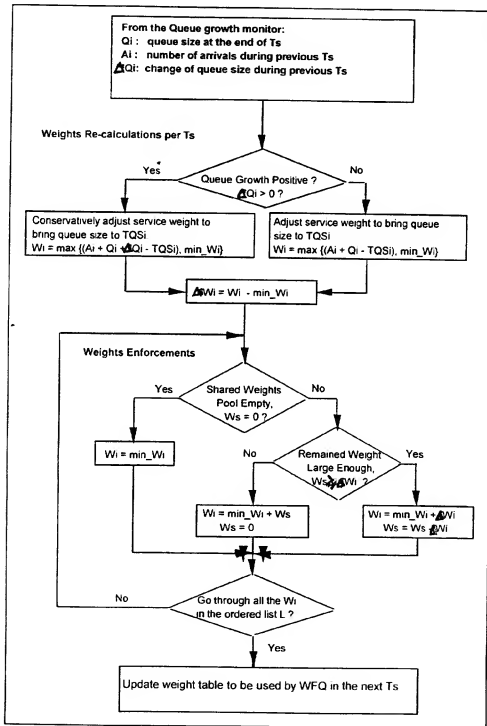 From the Queue growth monitor:
Qi : queue size at the end of Ts
Ai : number of arrivals during previous Ts
ΔQi: change of queue size during previous Ts
Weights Re-calculations per Ts
Yes
Queue Growth Positive ?
ΔQi > 0 ?
No
Conservatively adjust service weight to
bring queue size to TQSi
Wi = max {(Ai + Qi +ΔQi - TQSi), min_Wi}
Adjust service weight to bring queue
size to TQSi
Wi = max {(Ai + Qi - TQSi), min_Wi}
ΔWi = Wi - min_Wi
Weights Enforcements
Yes
Shared Weights
Pool Empty,
Ws = 0 ?
No
Wi = min_Wi
No
Remained Weight
Large Enough,
Ws Wi ?
Yes
Wi = min_Wi + Ws
Ws = 0
Wi = min_Wi +ΔWi
Ws = Ws ΔWi
No
Go through all the Wi
in the ordered list L ?
Yes
Update weight table to be used by WFQ in the next Ts